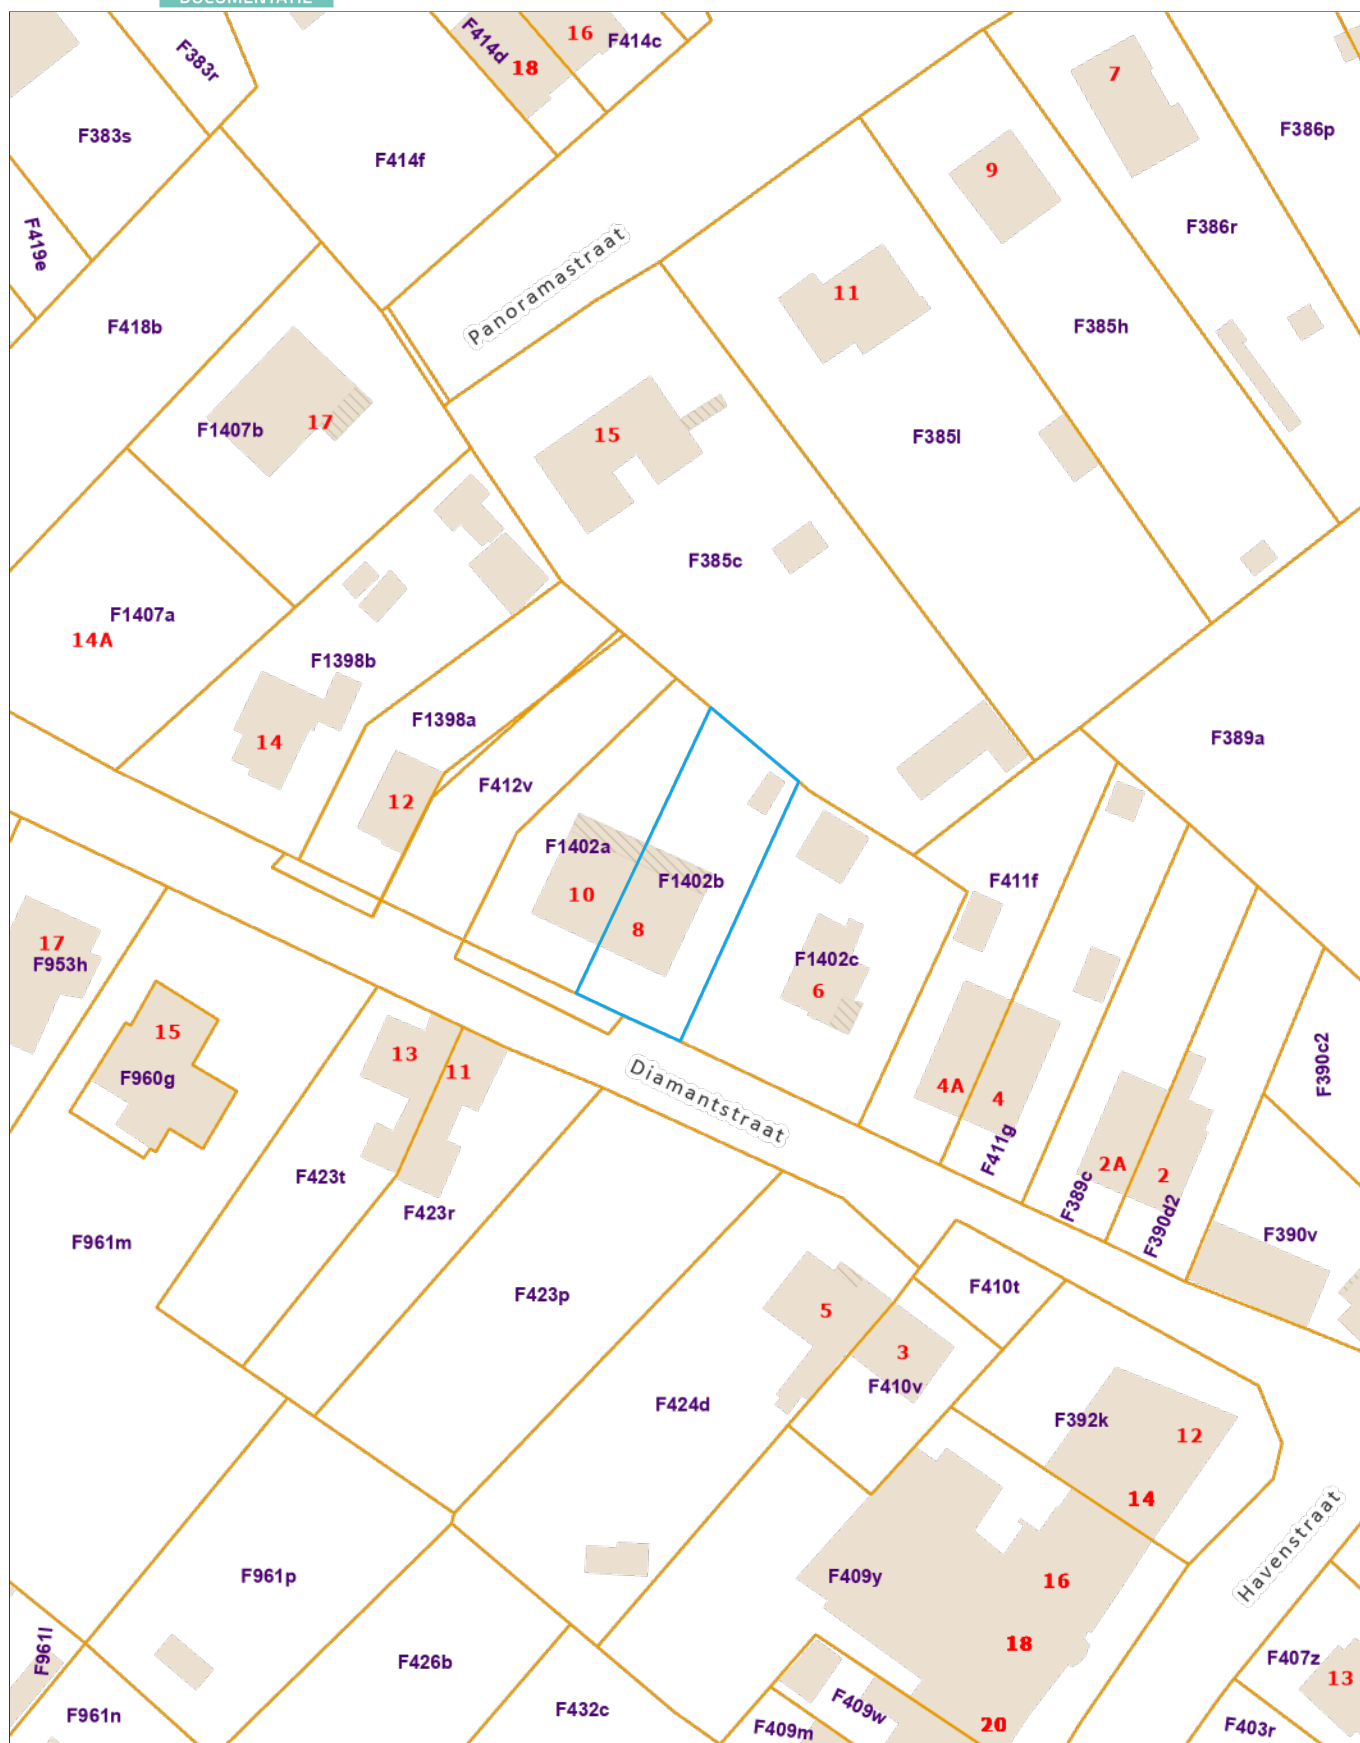 DOCUMENTATIE
F383r
F414d
16
F414c
18
7
F383s
F414f
F386p
9
F419e
F386r
Panoramastraat
11
F418b
F385h
17
F1407b
15
F385l
F385c
F1407a
14A
F1398b
F1398a
14
F389a
12
F412v
F1402a
F1402b
F411f
10
8
17
F953h
F1402c
6
15
F960g
13
11
Diamantstraat
4A
4
F390c2
F411g
F423t
2A
2
F389c
F423r
F390d2
F961m
F390v
F423p
F410t
5
3
F410v
F424d
F392k
12
14
Havenstraat
F961p
F409y
16
F961l
18
F426b
F407z
13
F961n
F432c
F409w
F409m
20
F403r